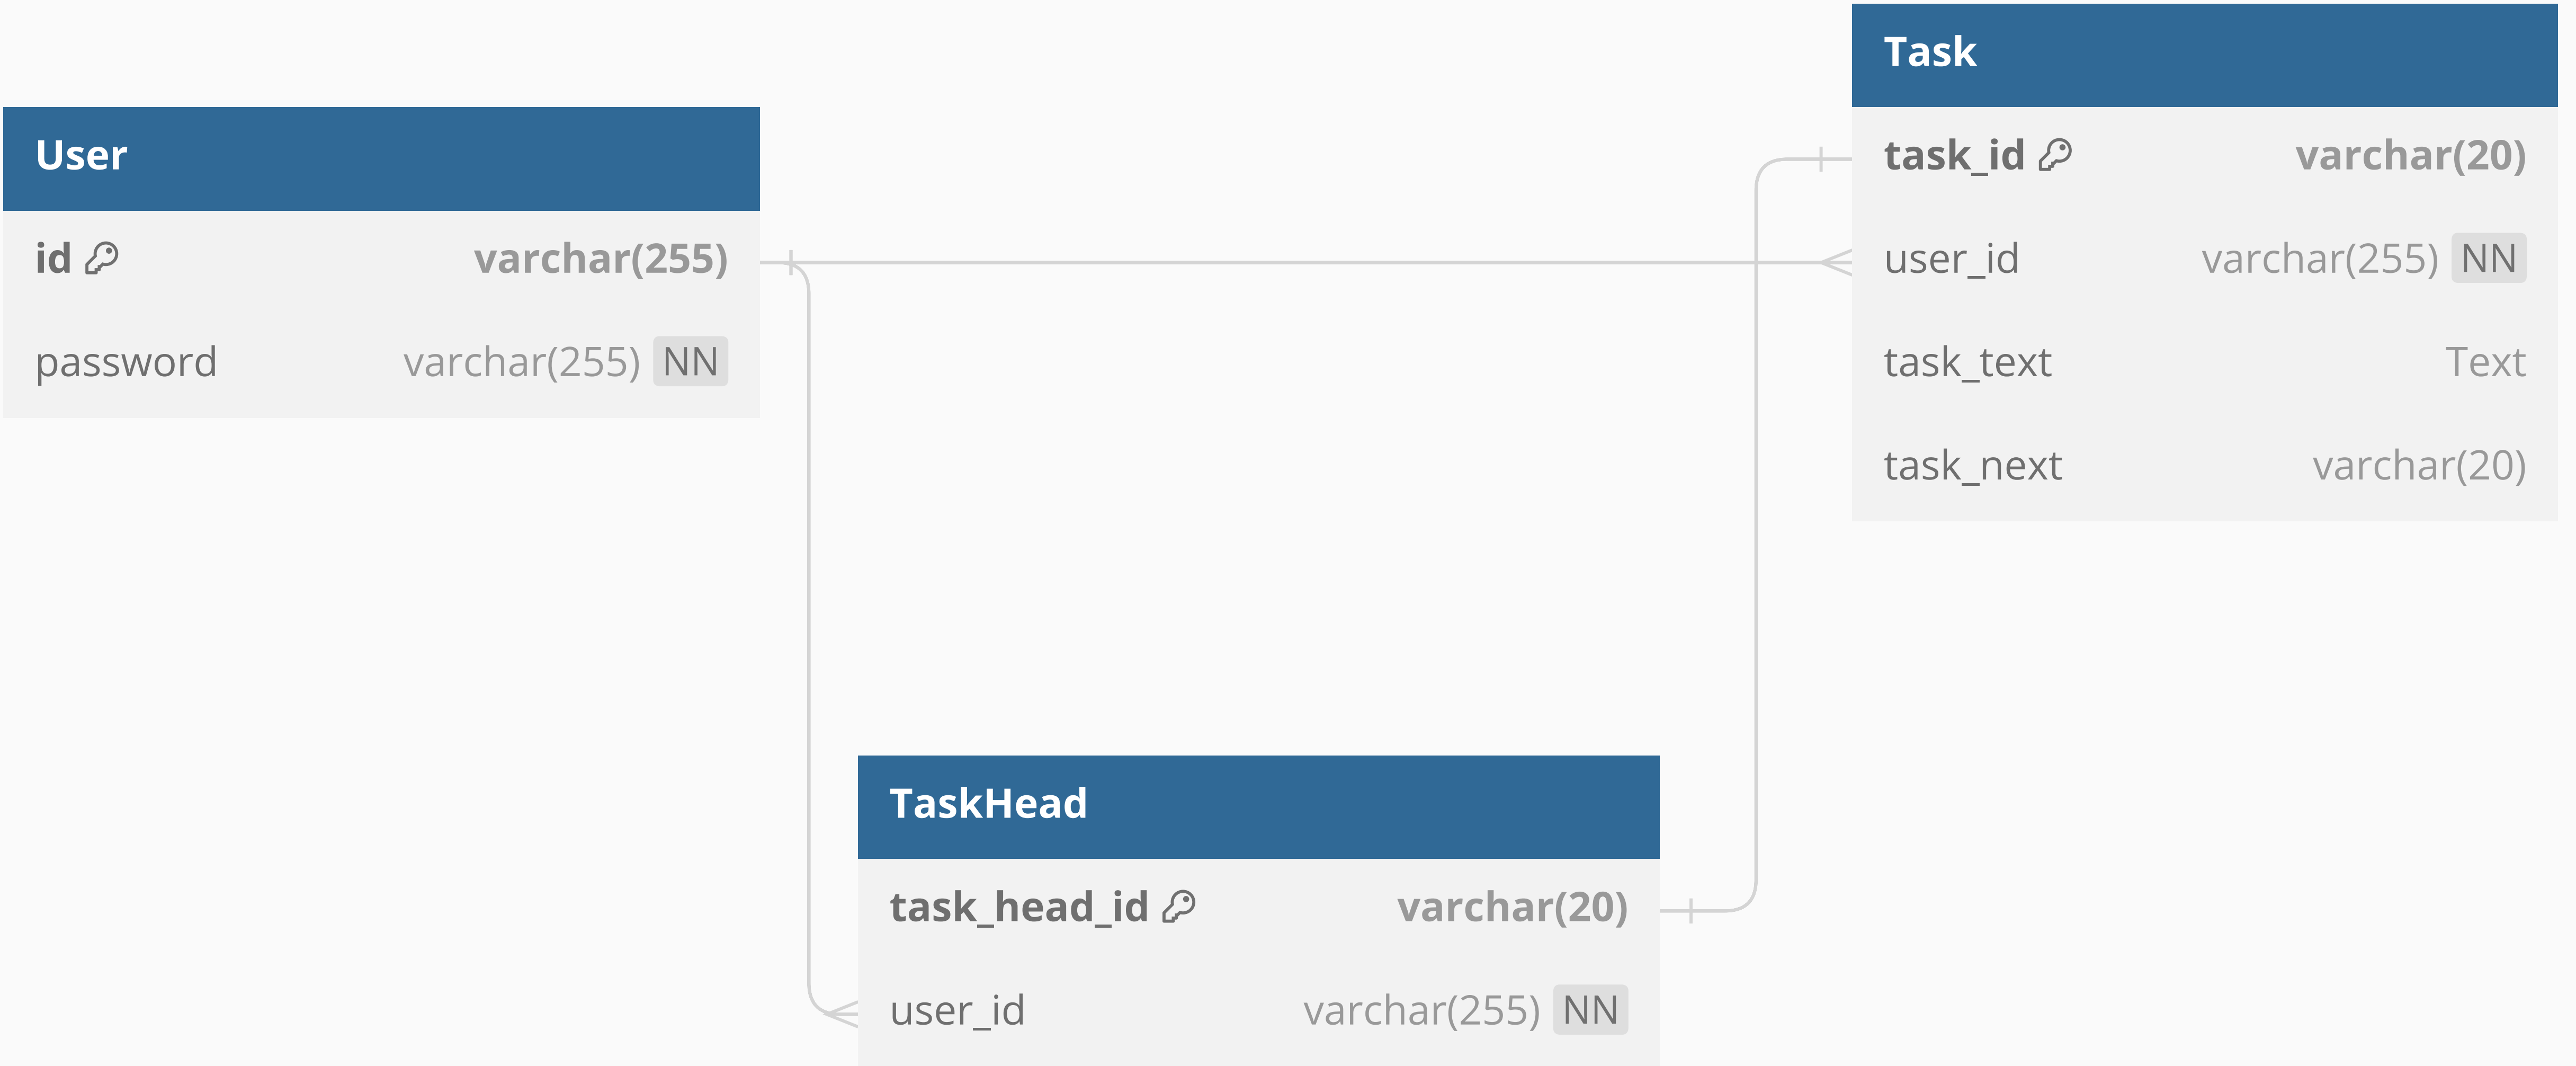 User
id varchar(255)
password varchar(255) NN
Task
task_id varchar(20)
user_id varchar(255) NN
task_text Text
task_next varchar(20)
TaskHead
task_head_id varchar(20)
user_id varchar(255) NN